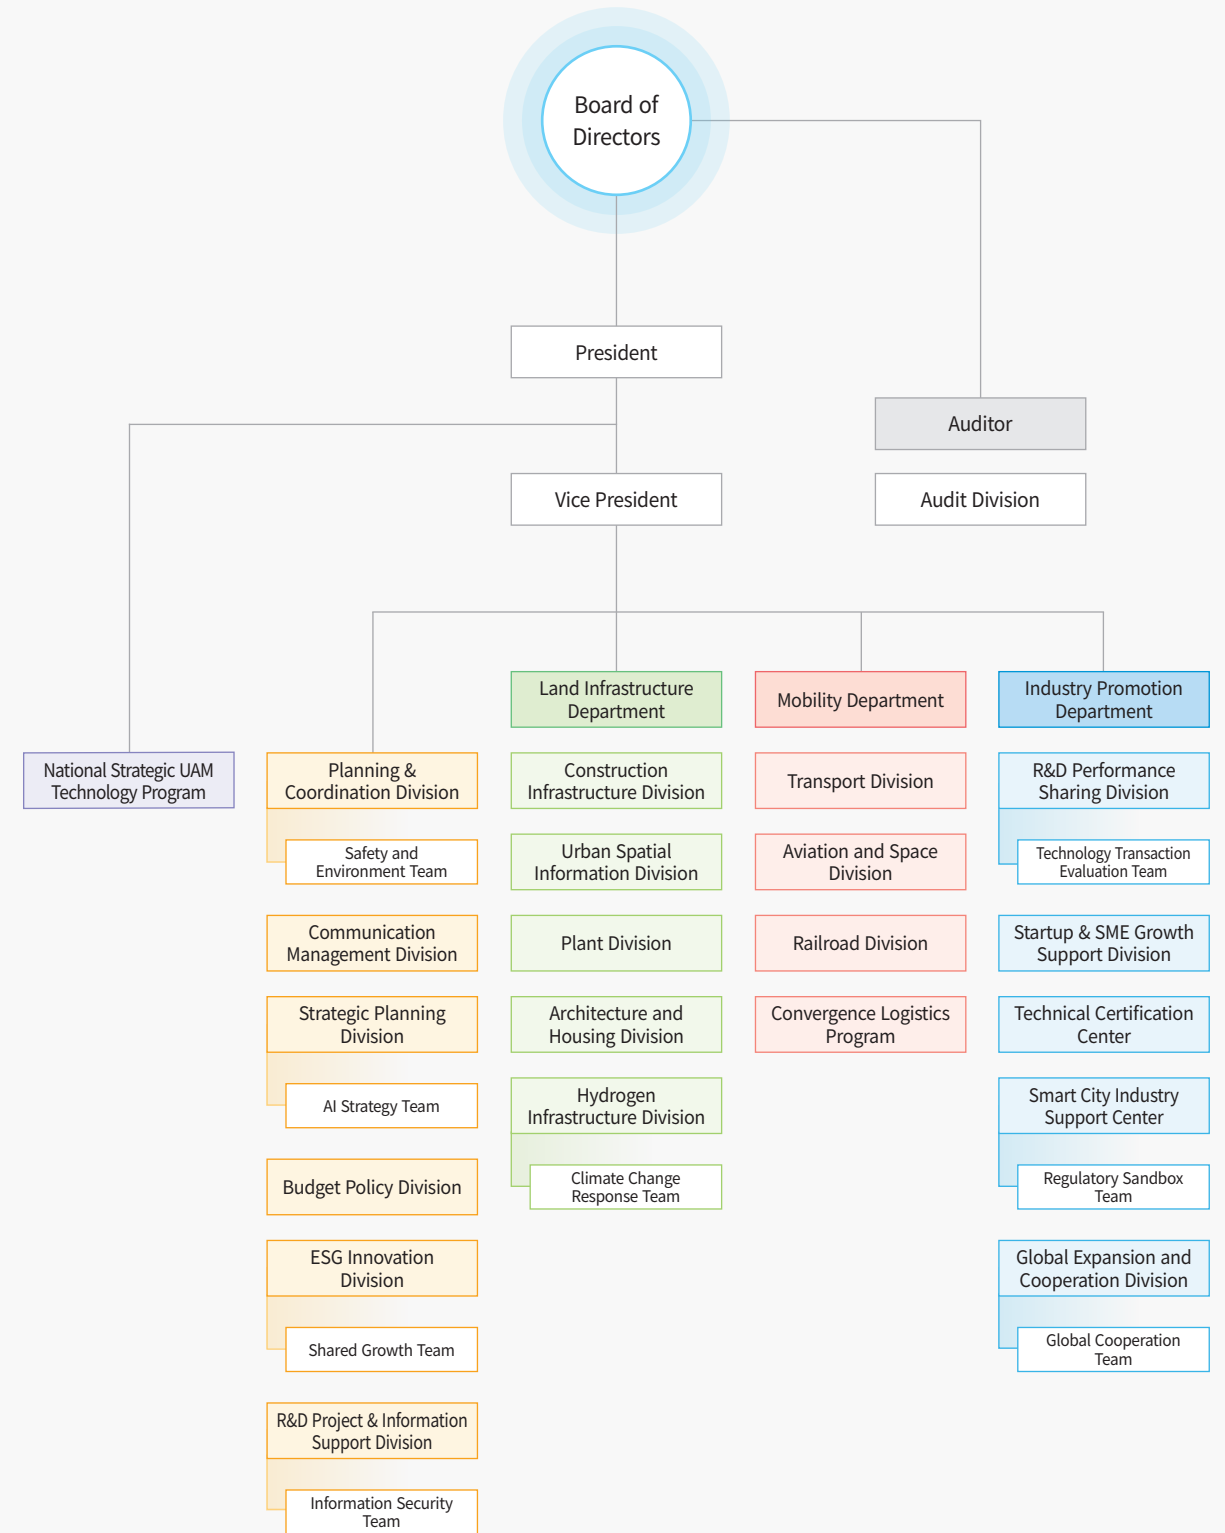 Board of
Directors
President
Auditor
Vice President
Audit Division
National Strategic UAM
Technology Program
Planning &
Coordination Division
Safety and
Environment Team
Communication
Management Division
Strategic Planning
Division
AI Strategy Team
Budget Policy Division
ESG Innovation
Division
Shared Growth Team
R&D Project & Information
Support Division
Information Security
Team
Land Infrastructure
Department
Construction
Infrastructure Division
Urban Spatial
Information Division
Plant Division
Architecture and
Housing Division
Hydrogen
Infrastructure Division
Climate Change
Response Team
Mobility Department
Transport Division
Aviation and Space
Division
Railroad Division
Convergence Logistics
Program
Industry Promotion
Department
R&D Performance
Sharing Division
Technology Transaction
Evaluation Team
Startup & SME Growth
Support Division
Technical Certification
Center
Smart City Industry
Support Center
Regulatory Sandbox
Team
Global Expansion and
Cooperation Division
Global Cooperation
Team